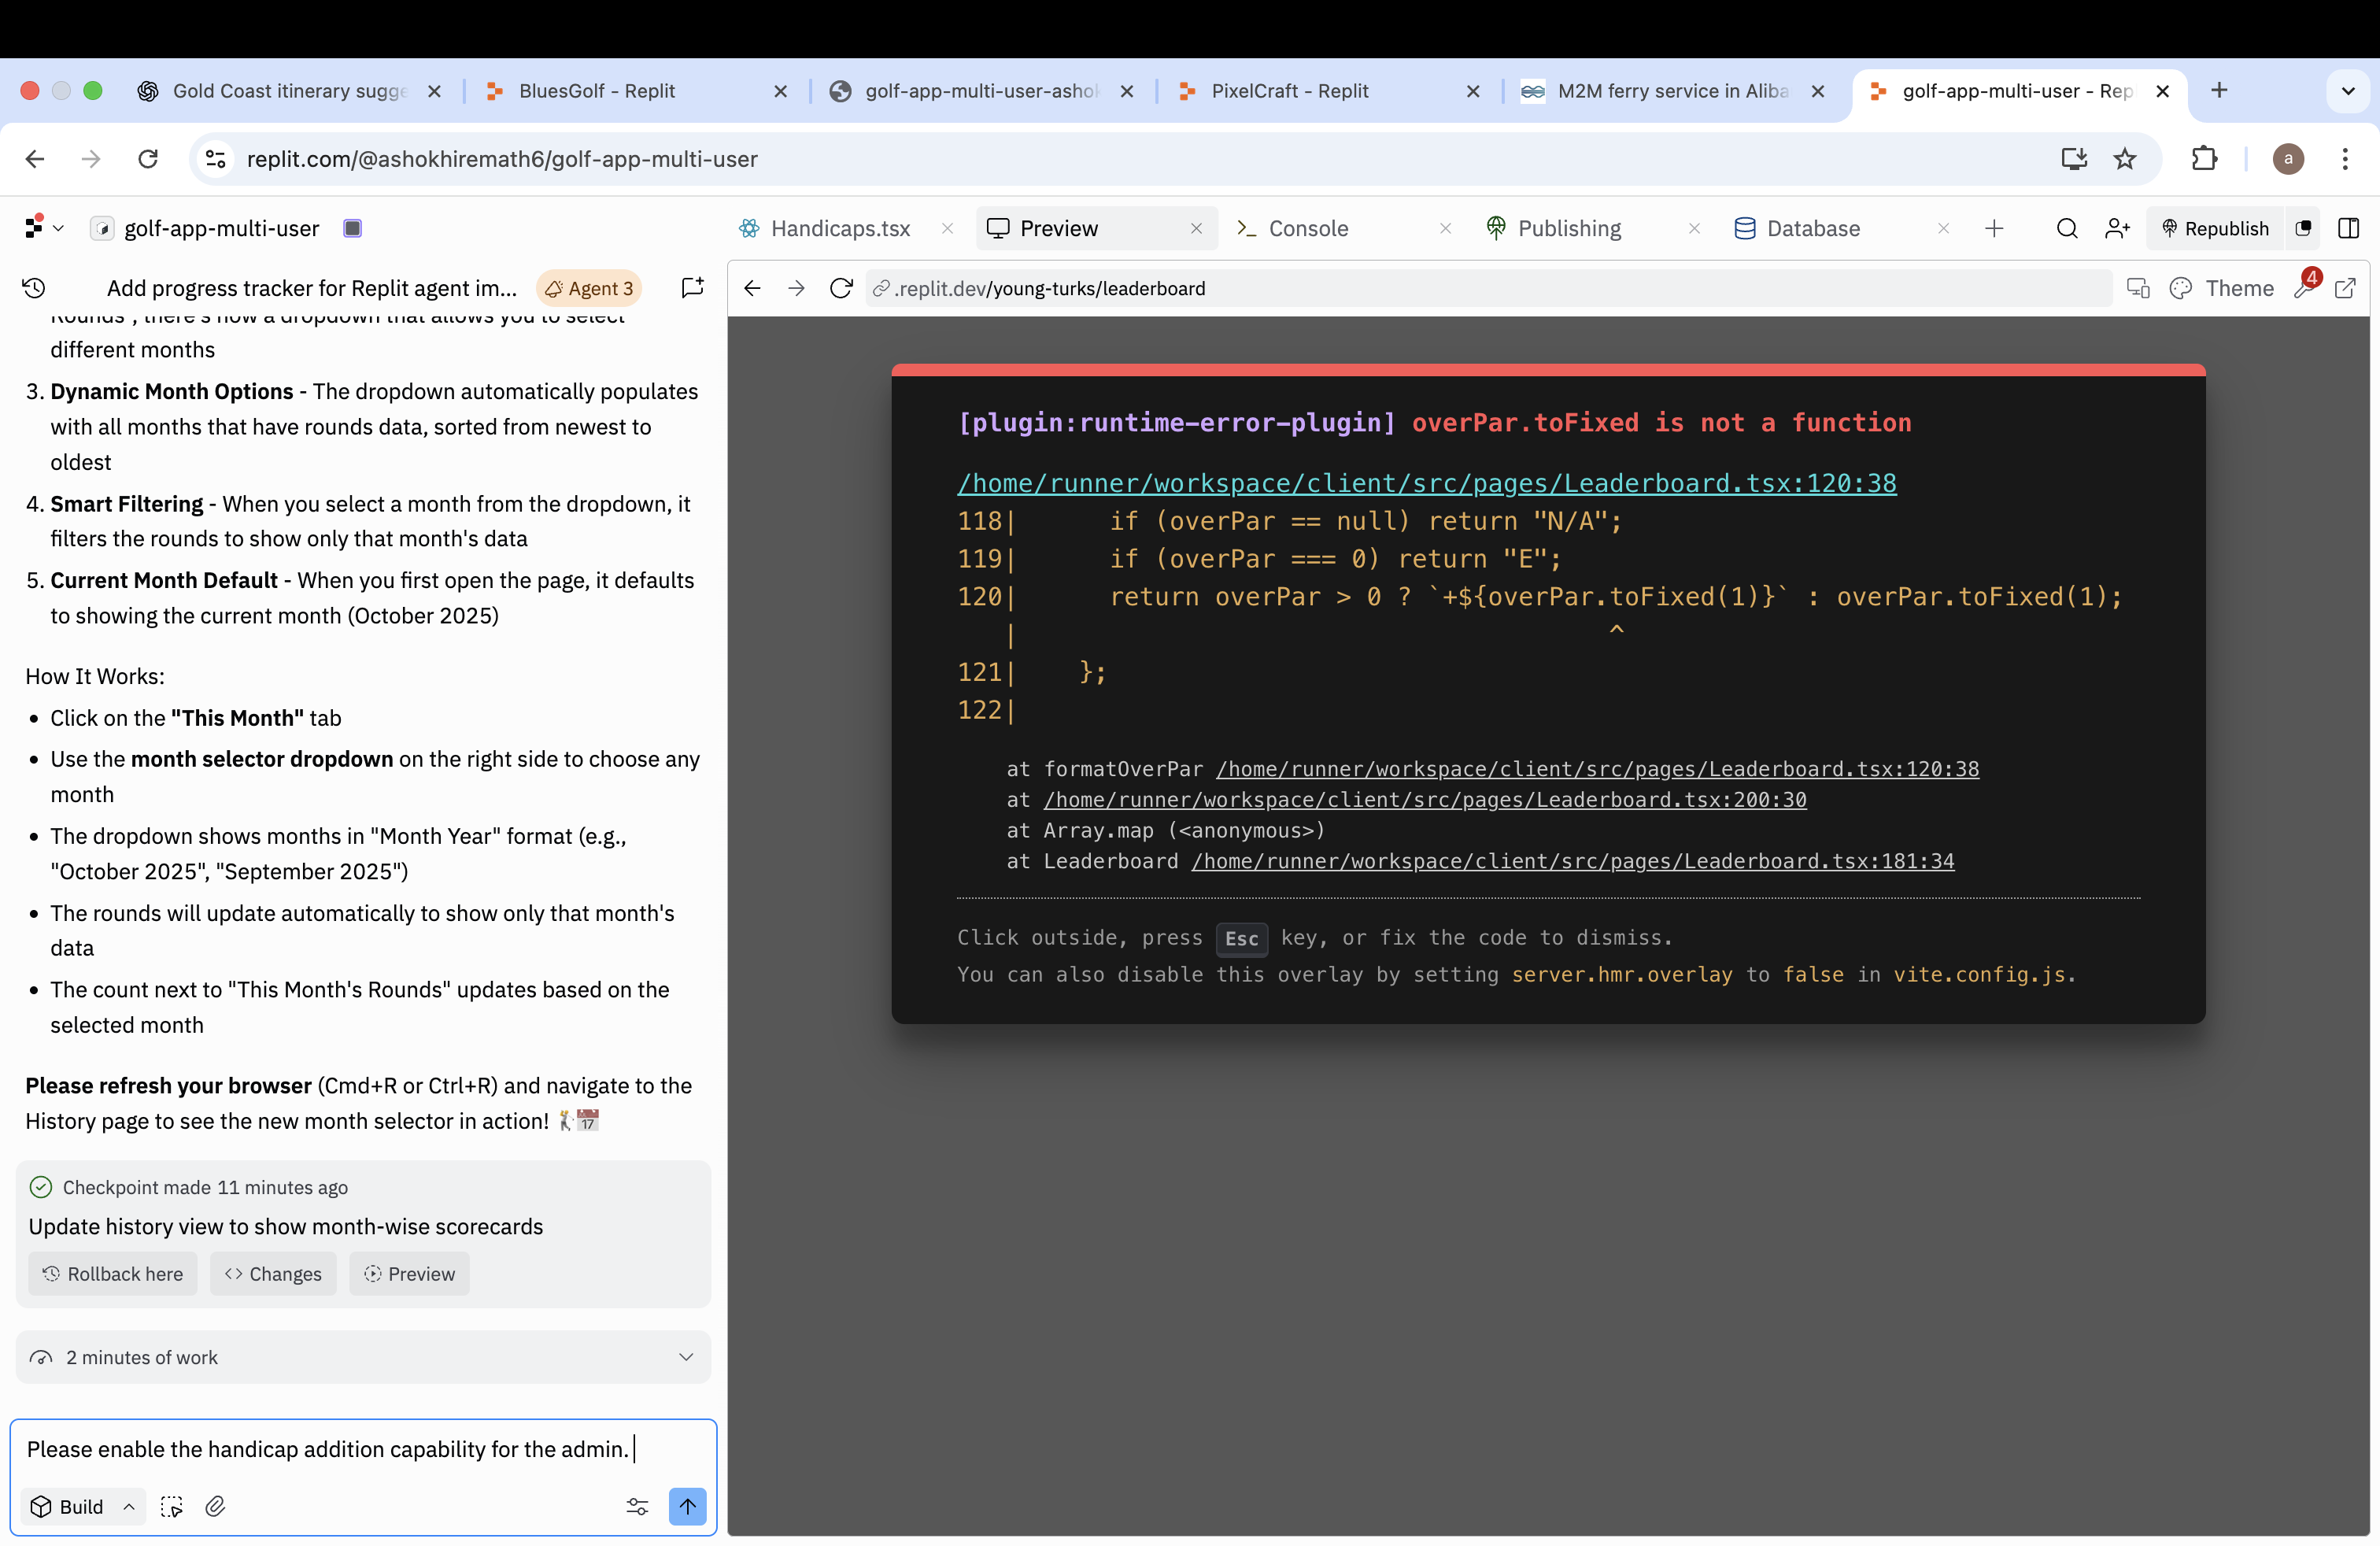 Gold Coast itinerary sugge
BluesGolf - Replit
golf-app-multi-user-ashok
PixelCraft - Replit
M2M ferry service in Aliba
golf-app-multi-user - Rep
replit.com/@ashokhiremath6/golf-app-multi-user
a
golf-app-multi-user
Handicaps.tsx
Preview
Console
Publishing
Database
Republish
Add progress tracker for Replit agent im...
Agent 3
.replit.dev/young-turks/leaderboard
Theme
4
Rounds", there's now a dropdown that allows you to select
different months
3. Dynamic Month Options - The dropdown automatically populates
with all months that have rounds data, sorted from newest to
oldest
4. Smart Filtering - When you select a month from the dropdown, it
filters the rounds to show only that month's data
5. Current Month Default - When you first open the page, it defaults
to showing the current month (October 2025)
How It Works:
• Click on the "This Month" tab
• Use the month selector dropdown on the right side to choose any
month
• The dropdown shows months in "Month Year" format (e.g.,
"October 2025", "September 2025")
• The rounds will update automatically to show only that month's
data
• The count next to "This Month's Rounds" updates based on the
selected month
Please refresh your browser (Cmd+R or Ctrl+R) and navigate to the
History page to see the new month selector in action! 🏌️📅
Checkpoint made 11 minutes ago
Update history view to show month-wise scorecards
Rollback here
Changes
Preview
2 minutes of work
Please enable the handicap addition capability for the admin.
Build
[plugin:runtime-error-plugin] overPar.toFixed is not a function
/home/runner/workspace/client/src/pages/Leaderboard.tsx:120:38
118|      if (overPar == null) return "N/A";
119|      if (overPar === 0) return "E";
120|      return overPar > 0 ? `+${overPar.toFixed(1)}` : overPar.toFixed(1);
   |                                       ^
121|    };
122|
at formatOverPar /home/runner/workspace/client/src/pages/Leaderboard.tsx:120:38
at /home/runner/workspace/client/src/pages/Leaderboard.tsx:200:30
at Array.map (<anonymous>)
at Leaderboard /home/runner/workspace/client/src/pages/Leaderboard.tsx:181:34
Click outside, press Esc key, or fix the code to dismiss.
You can also disable this overlay by setting server.hmr.overlay to false in vite.config.js.